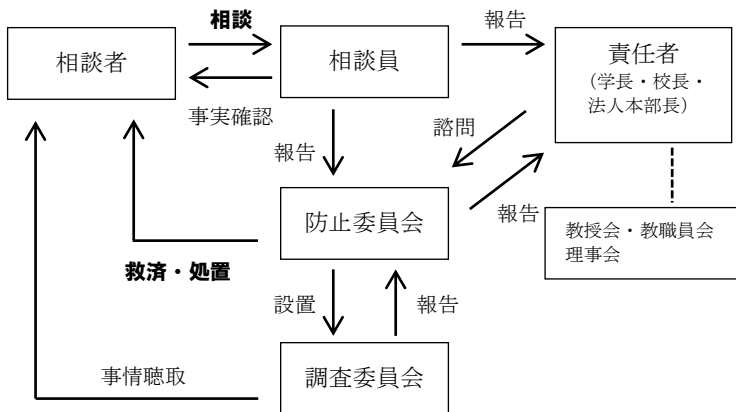 相談
報告
相談者
相談員
責任者
（学長・校長・
法人本部長）
事実確認
諮問
報告
防止委員会
報告
教授会・教職員会
理事会
救済・処置
設置
報告
事情聴取
調査委員会